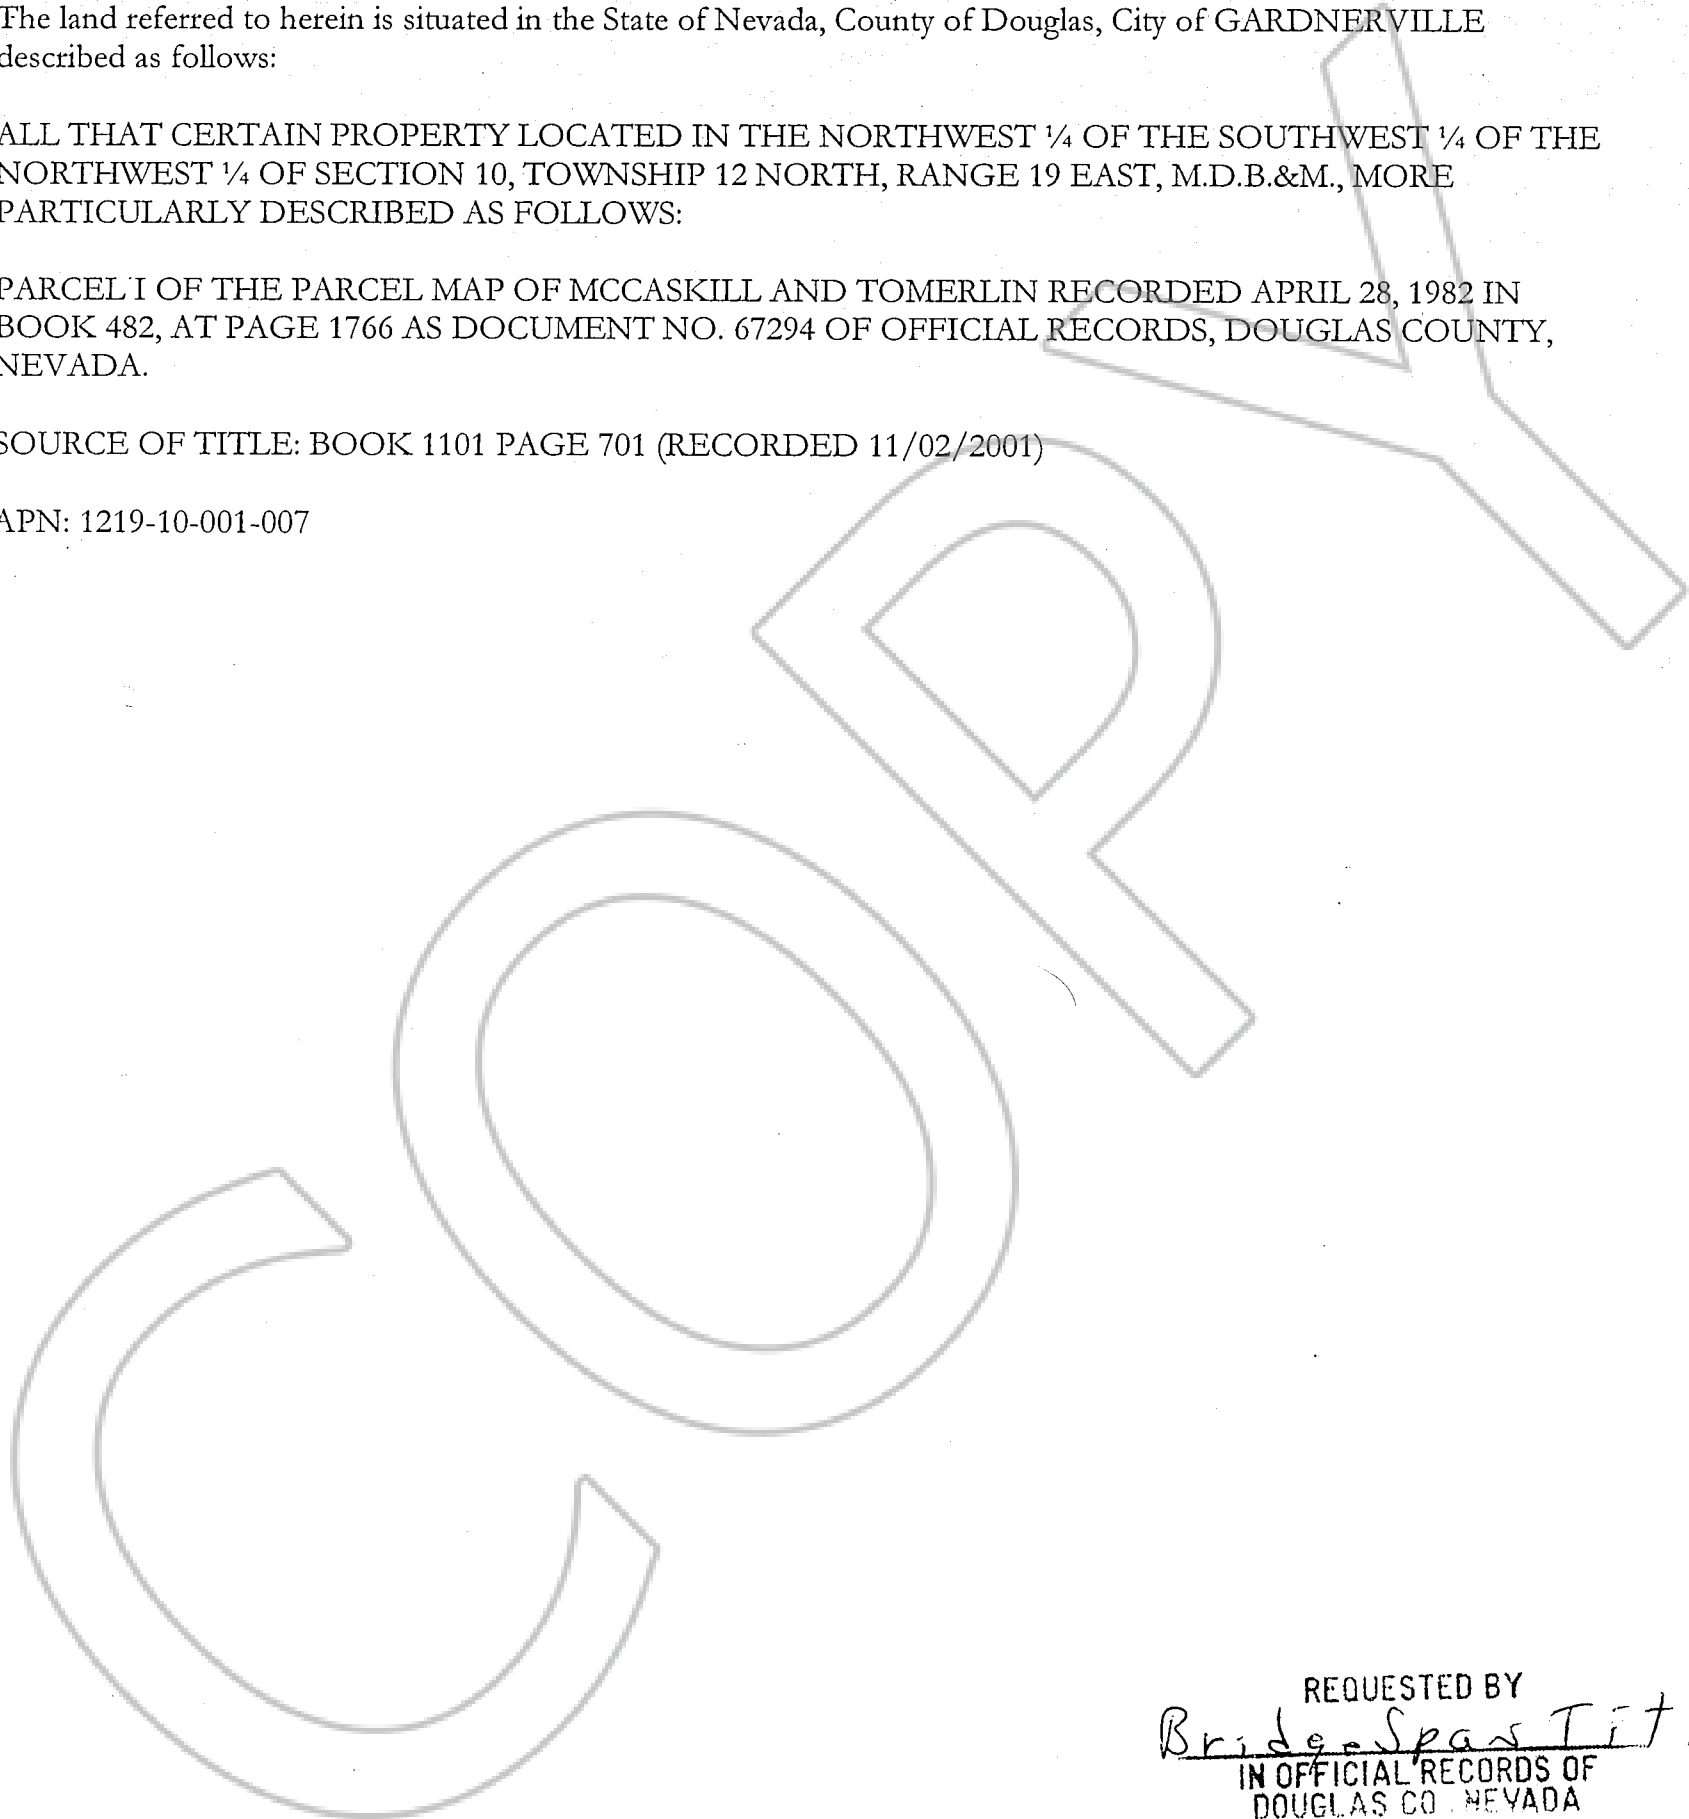 The land referred to herein is situated in the State of Nevada, County of Douglas, City of GARDNERVILLE
described as follows:
ALL THAT CERTAIN PROPERTY LOCATED IN THE NORTHWEST ¼ OF THE SOUTHWEST ¼ OF THE
NORTHWEST ¼ OF SECTION 10, TOWNSHIP 12 NORTH, RANGE 19 EAST, M.D.B.&M., MORE
PARTICULARLY DESCRIBED AS FOLLOWS:
PARCEL I OF THE PARCEL MAP OF MCCASKILL AND TOMERLIN RECORDED APRIL 28, 1982 IN
BOOK 482, AT PAGE 1766 AS DOCUMENT NO. 67294 OF OFFICIAL RECORDS, DOUGLAS COUNTY,
NEVADA.
SOURCE OF TITLE: BOOK 1101 PAGE 701 (RECORDED 11/02/2001)
APN: 1219-10-001-007
COPY
REQUESTED BY
BridgeSpan Tit
IN OFFICIAL RECORDS OF
DOUGLAS CO. NEVADA